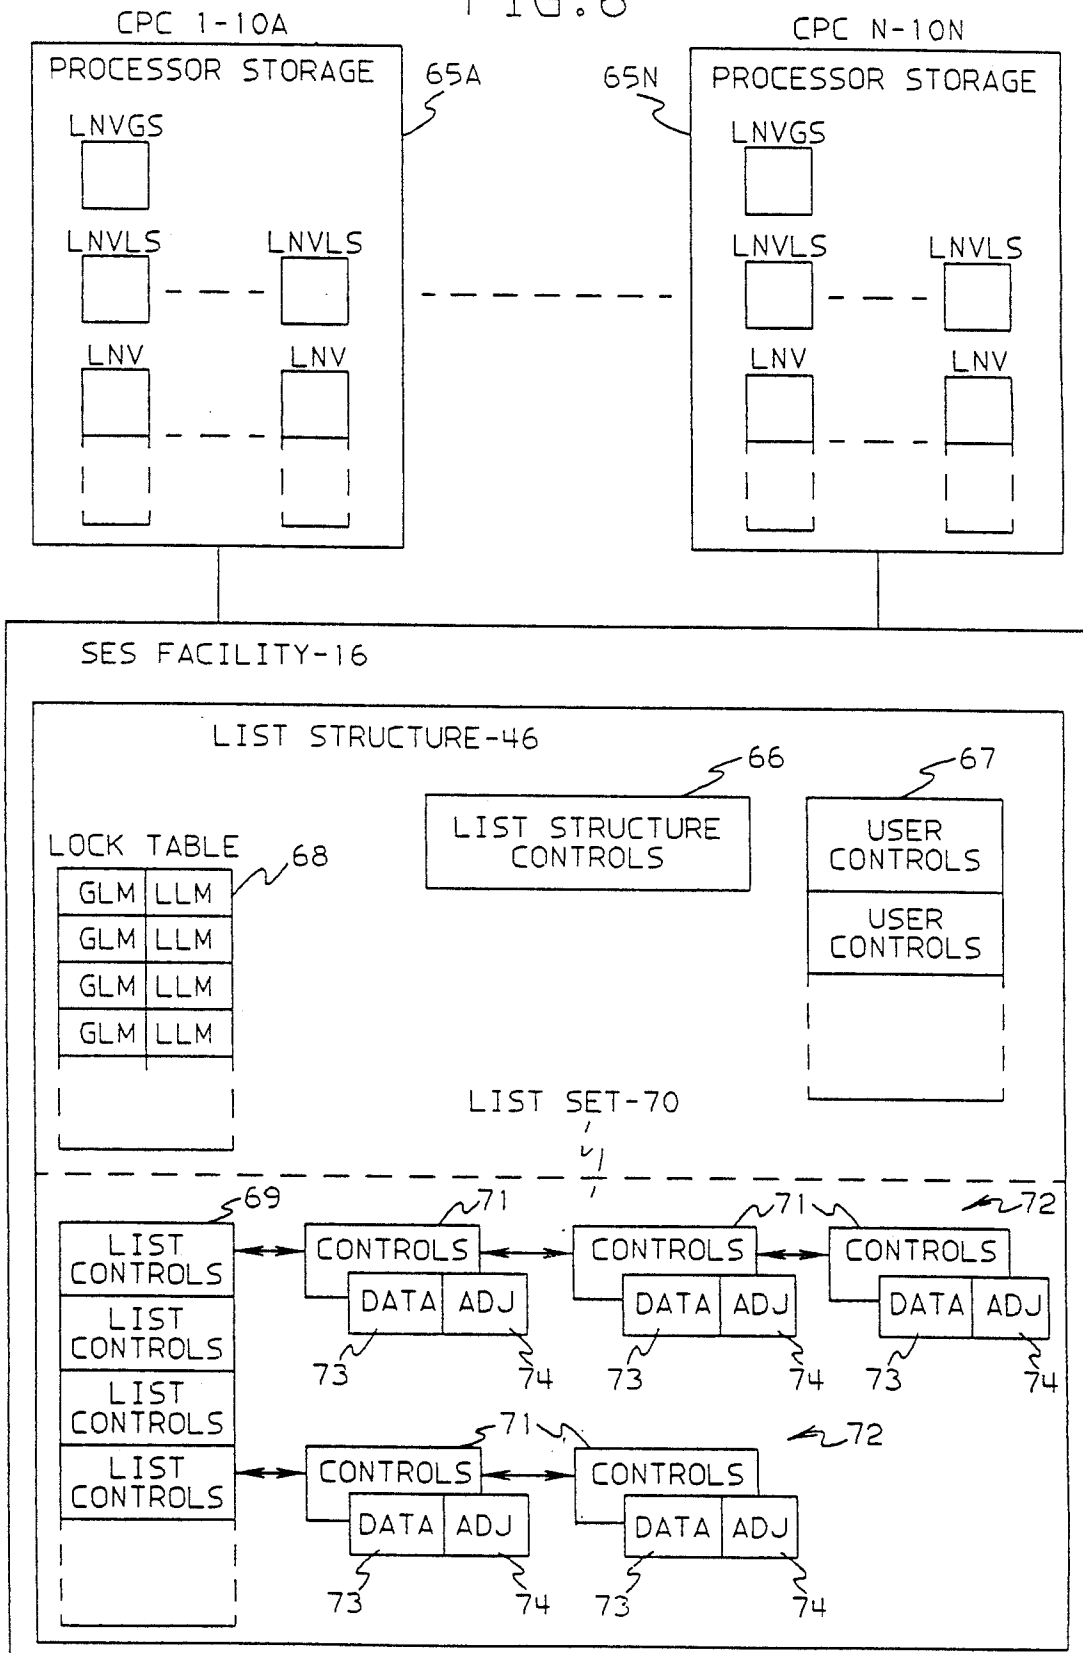 FIG.6
CPC 1-10A
CPC N-10N
PROCESSOR STORAGE
65A
65N
PROCESSOR STORAGE
LNVGS
LNVGS
LNVLS
LNVLS
LNVLS
LNVLS
LNV
LNV
LNV
LNV
SES FACILITY-16
LIST STRUCTURE-46
66
67
LIST STRUCTURE
CONTROLS
USER
CONTROLS
USER
CONTROLS
LOCK TABLE
68
GLM LLM
GLM LLM
GLM LLM
GLM LLM
LIST SET-70
69
71
71
72
LIST
CONTROLS
CONTROLS
CONTROLS
CONTROLS
DATA ADJ
DATA ADJ
DATA ADJ
73
74
73
74
73
74
LIST
CONTROLS
LIST
CONTROLS
71
72
LIST
CONTROLS
CONTROLS
CONTROLS
DATA ADJ
DATA ADJ
73
74
73
74